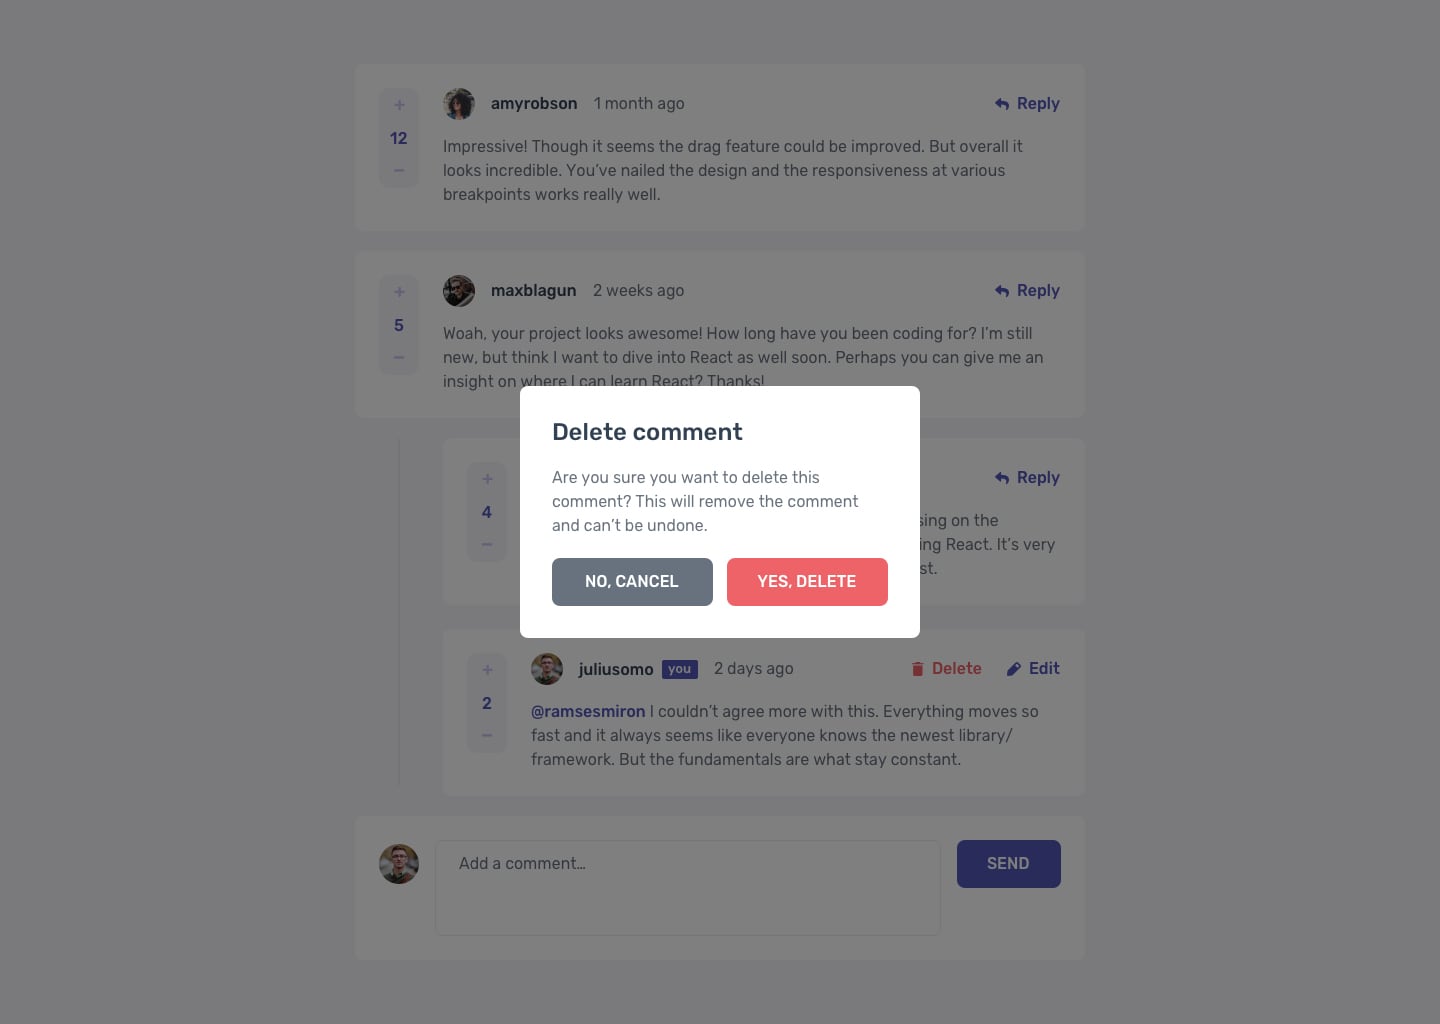 +
12
−
amyrobson 1 month ago Reply
Impressive! Though it seems the drag feature could be improved. But overall it
looks incredible. You’ve nailed the design and the responsiveness at various
breakpoints works really well.
+
5
−
maxblagun 2 weeks ago Reply
Woah, your project looks awesome! How long have you been coding for? I’m still
new, but think I want to dive into React as well soon. Perhaps you can give me an
insight on where I can learn React? Thanks!
+
4
−
Reply
on the
React. It’s very
Delete comment
Are you sure you want to delete this
comment? This will remove the comment
and can’t be undone.
NO, CANCEL YES, DELETE
+
2
−
juliusomo you 2 days ago Delete Edit
@ramsesmiron I couldn’t agree more with this. Everything moves so
fast and it always seems like everyone knows the newest library/
framework. But the fundamentals are what stay constant.
Add a comment…
SEND